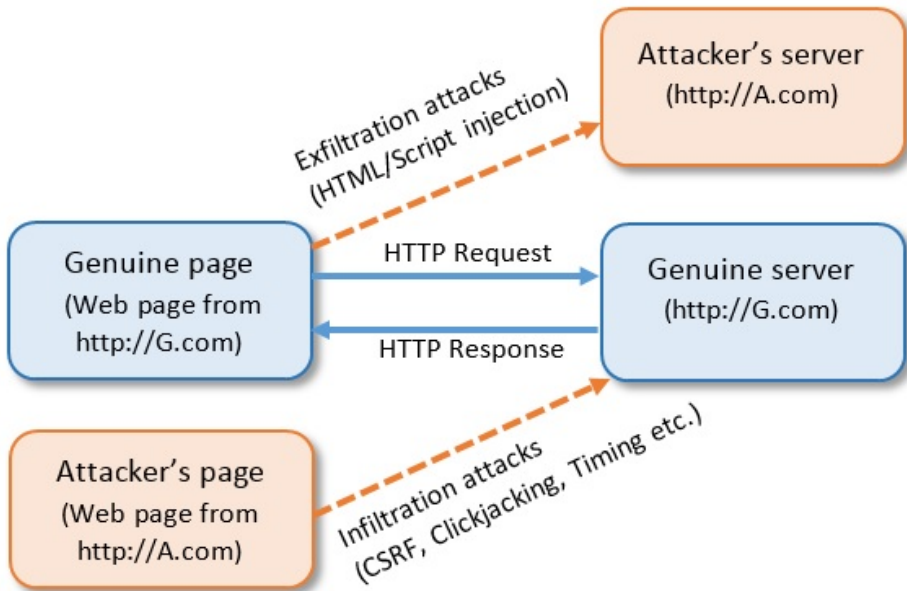 Attacker’s server
(http://A.com)
Exfiltration attacks
(HTML/Script injection)
Genuine page
(Web page from
http://G.com)
HTTP Request
HTTP Response
Genuine server
(http://G.com)
Attacker’s page
(Web page from
http://A.com)
Infiltration attacks
(CSRF, Clickjacking, Timing etc.)